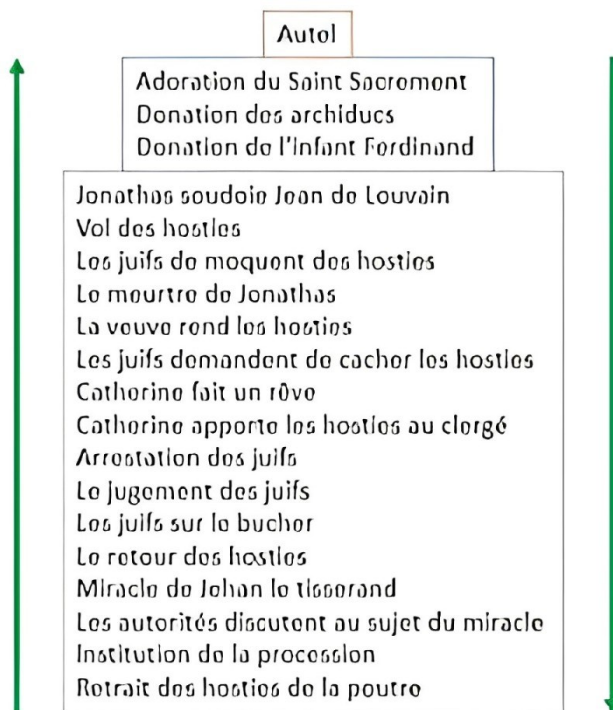 Autel
Adoration du Saint Sacrement
Donation des archiducs
Donation de l'Infant Ferdinand
Jonathas soudoie Jean de Louvain
Vol des hosties
Les juifs de moquent des hosties
Le meurtre de Jonathas
La veuve rend les hosties
Les juifs demandent de cacher les hosties
Catherine fait un rêve
Catherine apporte les hosties au clergé
Arrestation des juifs
Le jugement des juifs
Les juifs sur le bucher
Le retour des hosties
Miracle de Johan le tisserand
Les autorités discutent au sujet du miracle
Institution de la procession
Retrait des hosties de la poutre